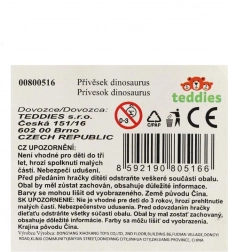 00800516
Přívěsek dinosaurus
Prívesok dinosaurus
0-3
C/PAP
teddies
Dovozce/Dovozca:
TEDDIES s.r.o.
Česká 151/16
602 00 Brno
CZECH REPUBLIC
8 592190 805166
CZ UPOZORNĚNÍ:
Není vhodné pro děti do tří
let, hrozí spolknutí malých
částí. Nebezpečí udušení.
Před předáním hračky dítěti odstraňte veškeré součásti obalu.
Obal by měl zůstat zachován, obsahuje důležité informace.
Barvy se mohou lišit od vyobrazeného. Země původu Čína.
SK UPOZORNENIE: Nie je vhodné pre deti do 3 rokov, hrozí prehltnutie
malých častí. Nebezpečenstvo udusenia. Pred predaním hračky
dieťaťu odstráňte všetky súčasti obalu. Obal by mal zostať
zachovaný, obsahuje dôležité informácie. Farby sa môžu líšiť od vyobrazeného.
Krajina pôvodu Čína.